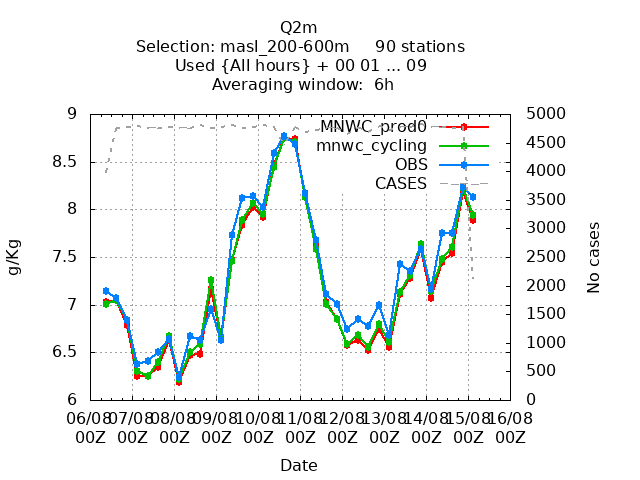 Q2m
Selection: masl_200-600m 90 stations
Used {All hours} + 00 01 ... 09
Averaging window: 6h
9
8.5
8
7.5
7
6.5
6
5000
4500
4000
3500
3000
2500
2000
1500
1000
500
0
MNWC_prod0
mnwc_cycling
OBS
CASES
g/Kg
No cases
06/08 07/08 08/08 09/08 10/08 11/08 12/08 13/08 14/08 15/08 16/08
00Z 00Z 00Z 00Z 00Z 00Z 00Z 00Z 00Z 00Z 00Z
Date